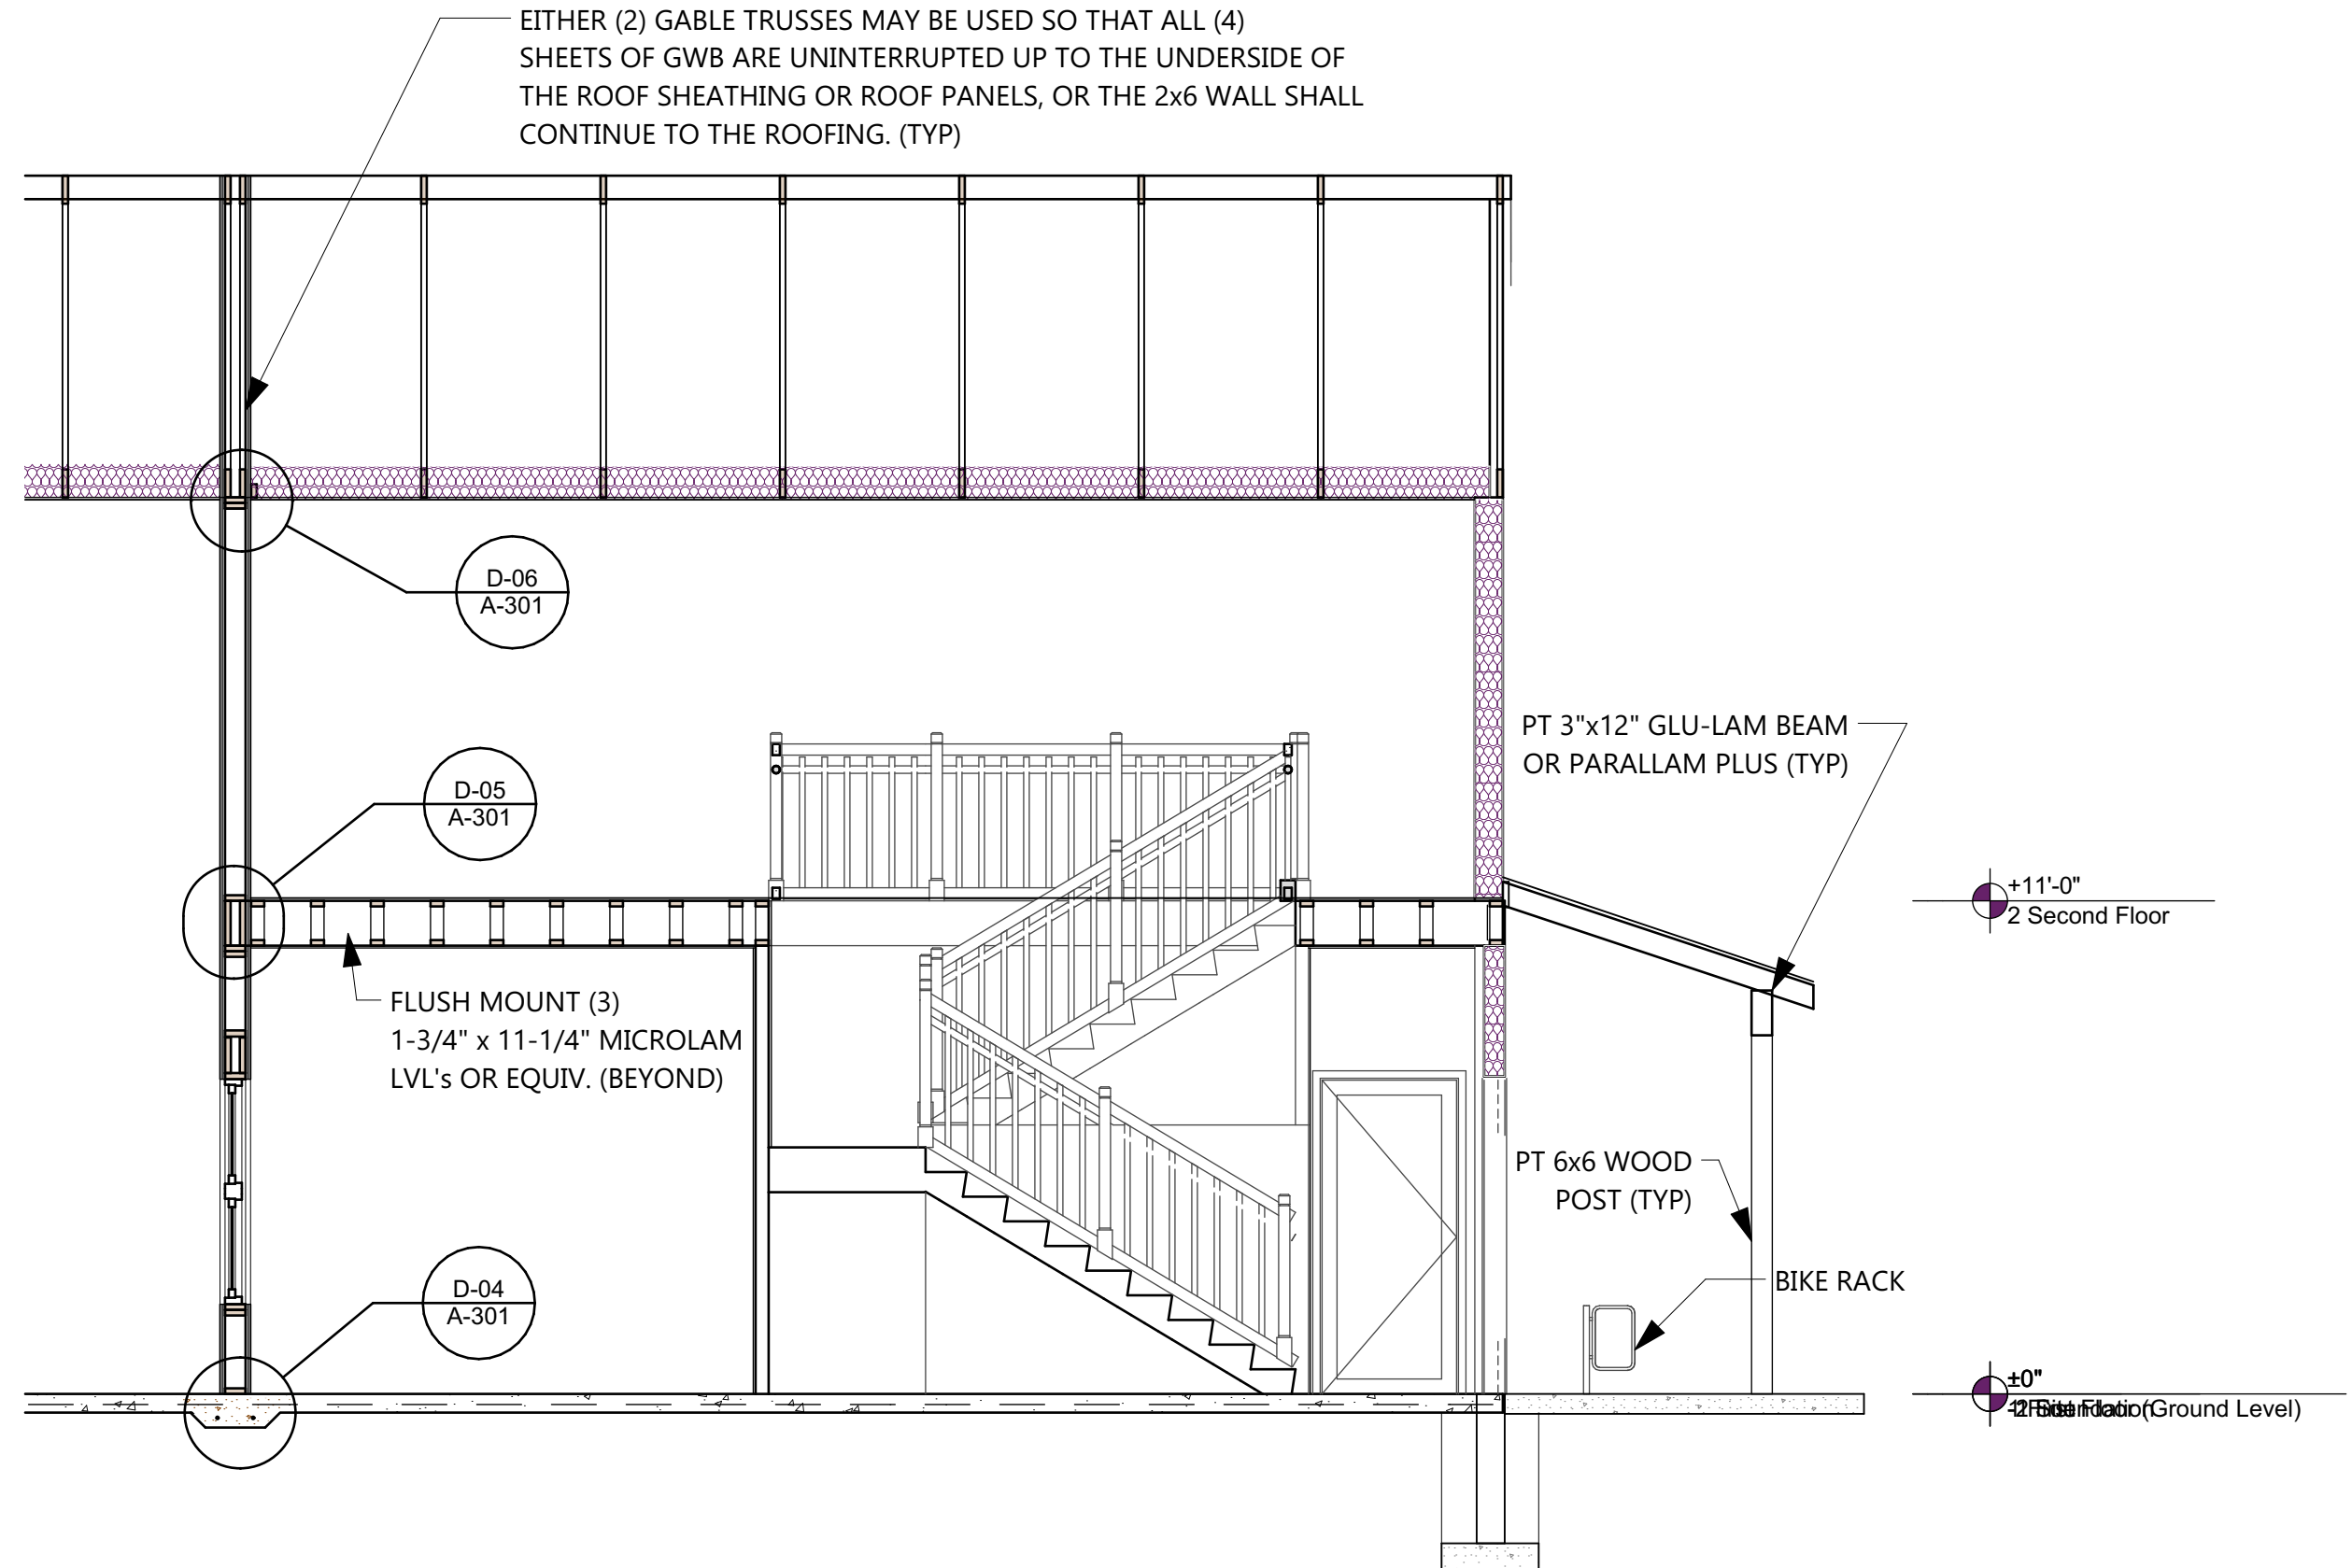 EITHER (2) GABLE TRUSSES MAY BE USED SO THAT ALL (4)
SHEETS OF GWB ARE UNINTERRUPTED UP TO THE UNDERSIDE OF
THE ROOF SHEATHING OR ROOF PANELS, OR THE 2x6 WALL SHALL
CONTINUE TO THE ROOFING. (TYP)
D-06
A-301
PT 3"x12" GLU-LAM BEAM
OR PARALLAM PLUS (TYP)
D-05
A-301
+11'-0"
2 Second Floor
FLUSH MOUNT (3)
1-3/4" x 11-1/4" MICROLAM
LVL's OR EQUIV. (BEYOND)
PT 6x6 WOOD
POST (TYP)
BIKE RACK
D-04
A-301
±0"
(Ground Level)